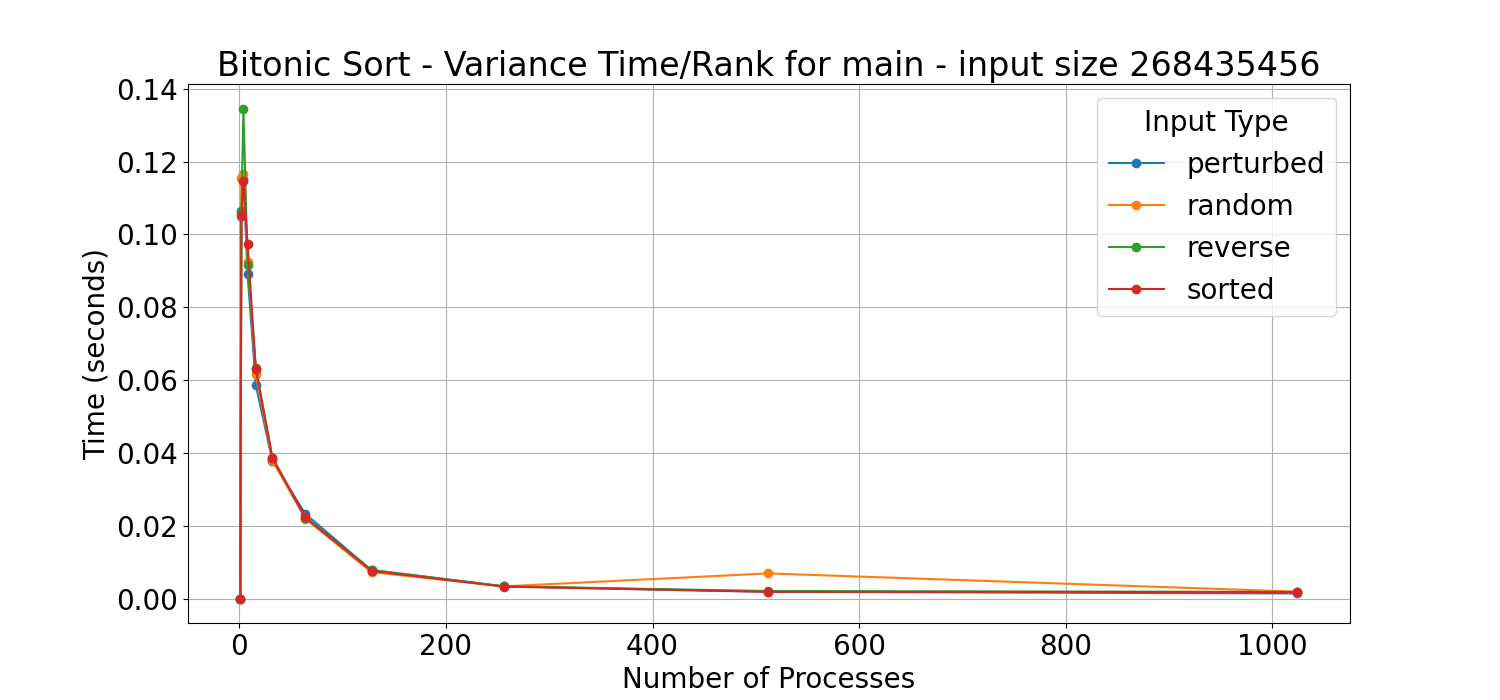 Bitonic Sort - Variance Time/Rank for main - input size 268435456
0.14
0.12
0.10
0.08
0.06
0.04
0.02
0.00
Time (seconds)
Input Type
perturbed
random
reverse
sorted
0 200 400 600 800 1000
Number of Processes